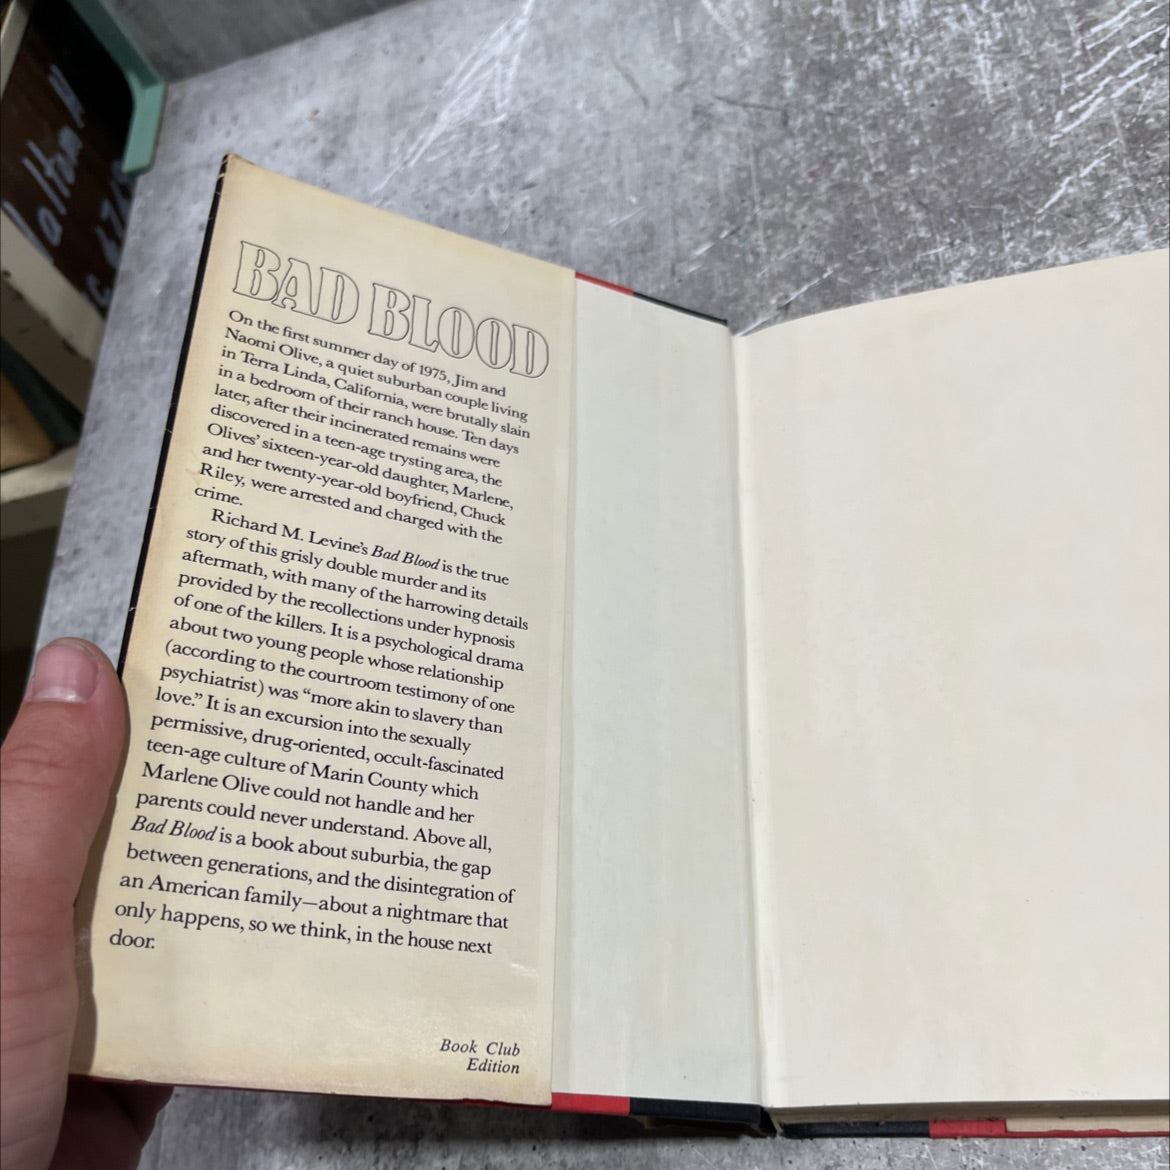 BAD BLOOD
On the first summer day of 1975, Jim and
Naomi Olive, a quiet suburban couple living
in Terra Linda, California, were brutally slain
in a bedroom of their ranch house. Ten days
later, after their incinerated remains were
discovered in a teen-age trysting area, the
Olives' sixteen-year-old daughter, Marlene,
and her twenty-year-old boyfriend, Chuck
Riley, were arrested and charged with the
crime.
Richard M. Levine's Bad Blood is the true
story of this grisly double murder and its
aftermath, with many of the harrowing details
provided by the recollections under hypnosis
of one of the killers. It is a psychological drama
about two young people whose relationship
(according to the courtroom testimony of one
psychiatrist) was "more akin to slavery than
love." It is an excursion into the sexually
permissive, drug-oriented, occult-fascinated
teen-age culture of Marin County which
Marlene Olive could not handle and her
parents could never understand. Above all,
Bad Blood is a book about suburbia, the gap
between generations, and the disintegration of
an American family—about a nightmare that
only happens, so we think, in the house next
door.
Book Club
Edition